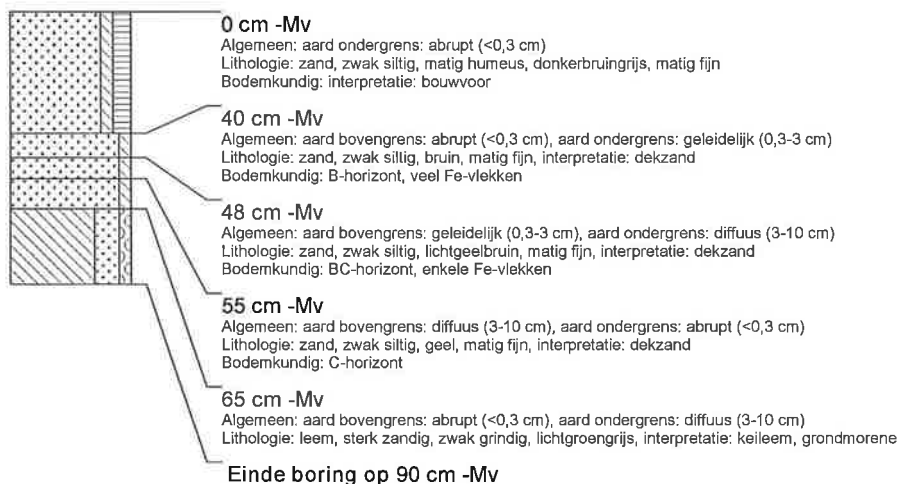 0 cm -Mv
Algemeen: aard ondergrens: abrupt (<0,3 cm)
Lithologie: zand, zwak siltig, matig humeus, donkerbruingrijs, matig fijn
Bodemkundig: interpretatie: bouwvoor
40 cm -Mv
Algemeen: aard bovengrens: abrupt (<0,3 cm), aard ondergrens: geleidelijk (0,3-3 cm)
Lithologie: zand, zwak siltig, bruin, matig fijn, interpretatie: dekzand
Bodemkundig: B-horizont, veel Fe-vlekken
48 cm -Mv
Algemeen: aard bovengrens: geleidelijk (0,3-3 cm), aard ondergrens: diffuus (3-10 cm)
Lithologie: zand, zwak siltig, lichtgeelbruin, matig fijn, interpretatie: dekzand
Bodemkundig: BC-horizont, enkele Fe-vlekken
55 cm -Mv
Algemeen: aard bovengrens: diffuus (3-10 cm), aard ondergrens: abrupt (<0,3 cm)
Lithologie: zand, zwak siltig, geel, matig fijn, interpretatie: dekzand
Bodemkundig: C-horizont
65 cm -Mv
Algemeen: aard bovengrens: abrupt (<0,3 cm), aard ondergrens: diffuus (3-10 cm)
Lithologie: leem, sterk zandig, zwak grindig, lichtgroengrijs, interpretatie: keileem, grondmorene
Einde boring op 90 cm -Mv